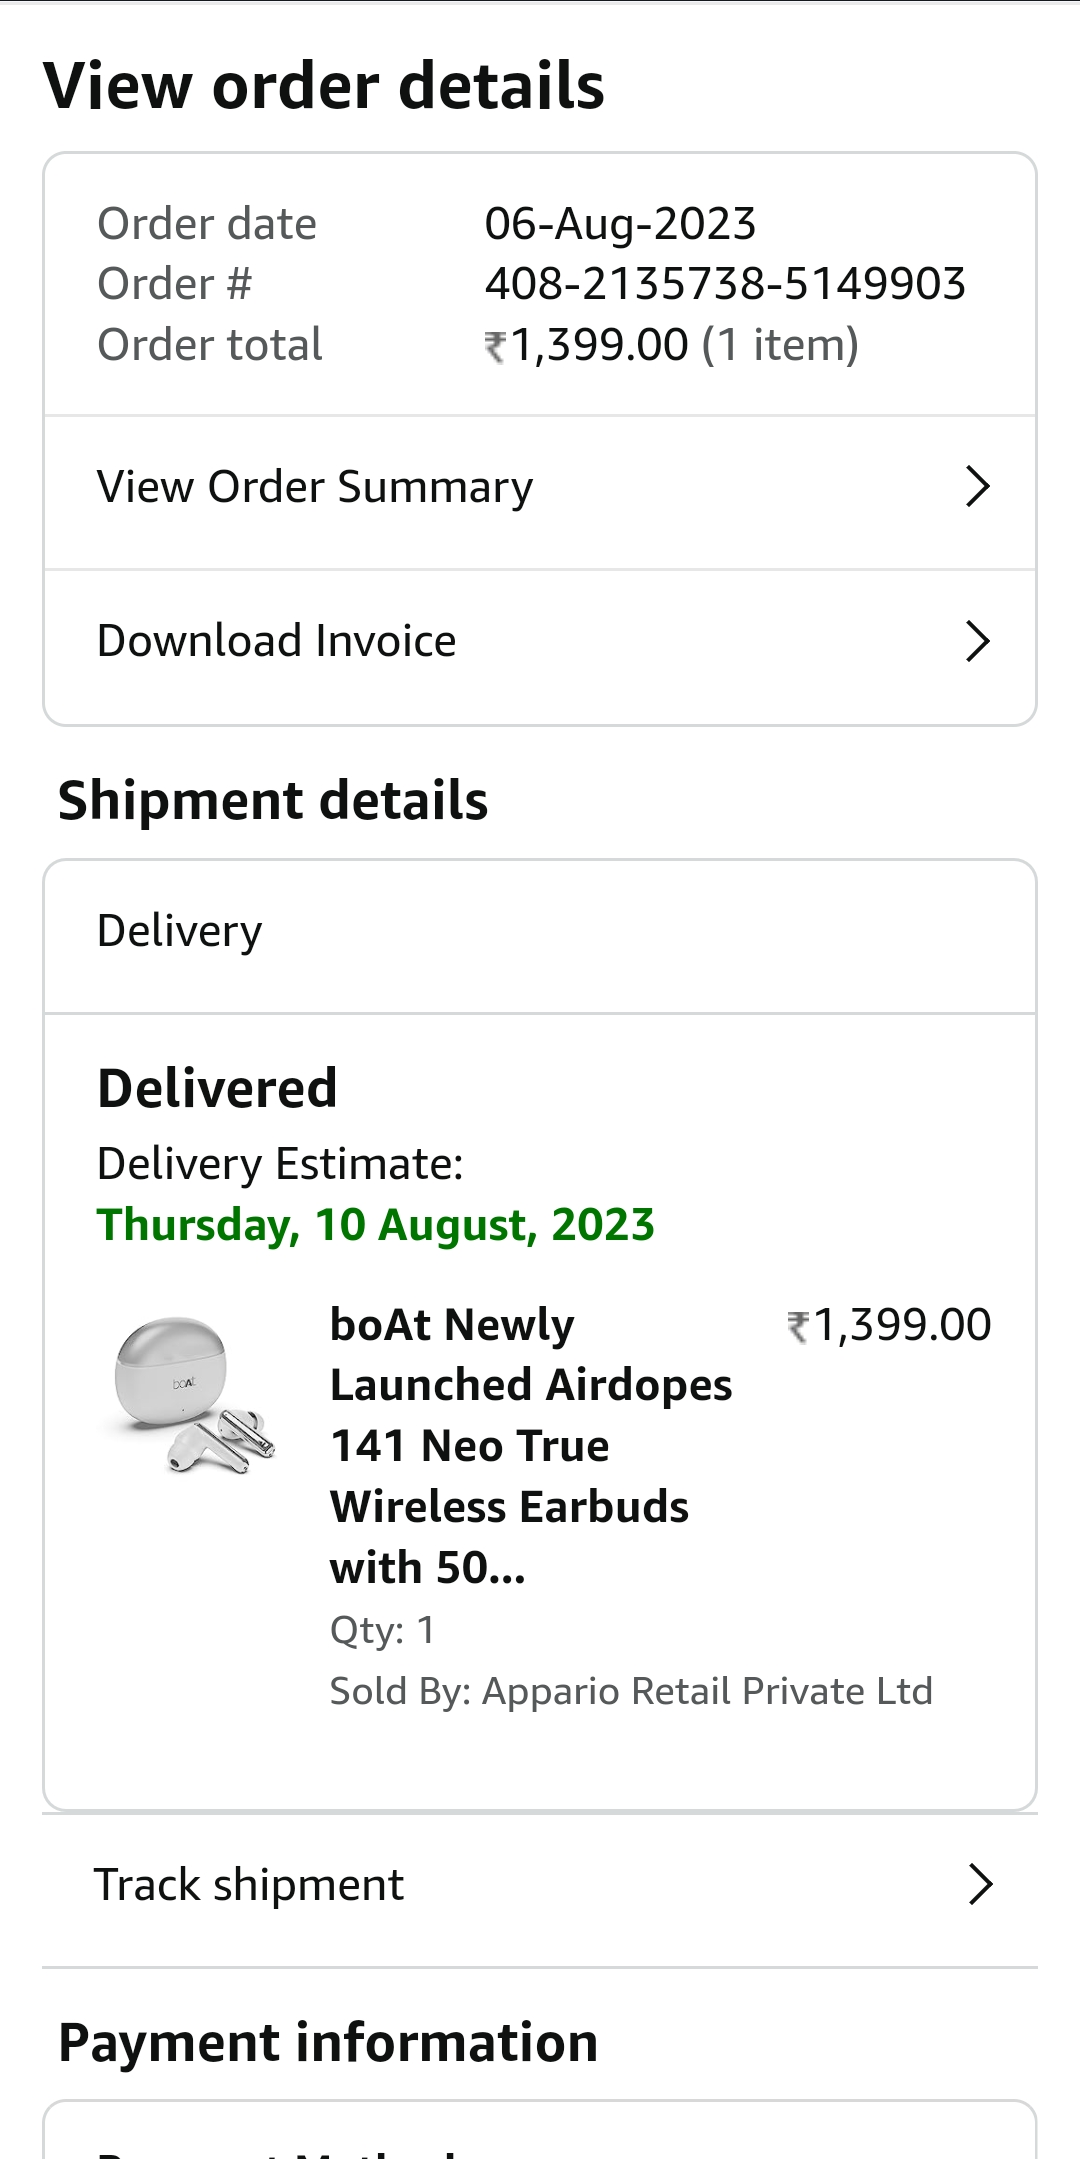 View order details
Order date 06-Aug-2023
Order # 408-2135738-5149903
Order total ₹1,399.00 (1 item)
View Order Summary
Download Invoice
Shipment details
Delivery
Delivered
Delivery Estimate:
Thursday, 10 August, 2023
boAt
boAt Newly ₹1,399.00
Launched Airdopes
141 Neo True
Wireless Earbuds
with 50...
Qty: 1
Sold By: Appario Retail Private Ltd
Track shipment
Payment information